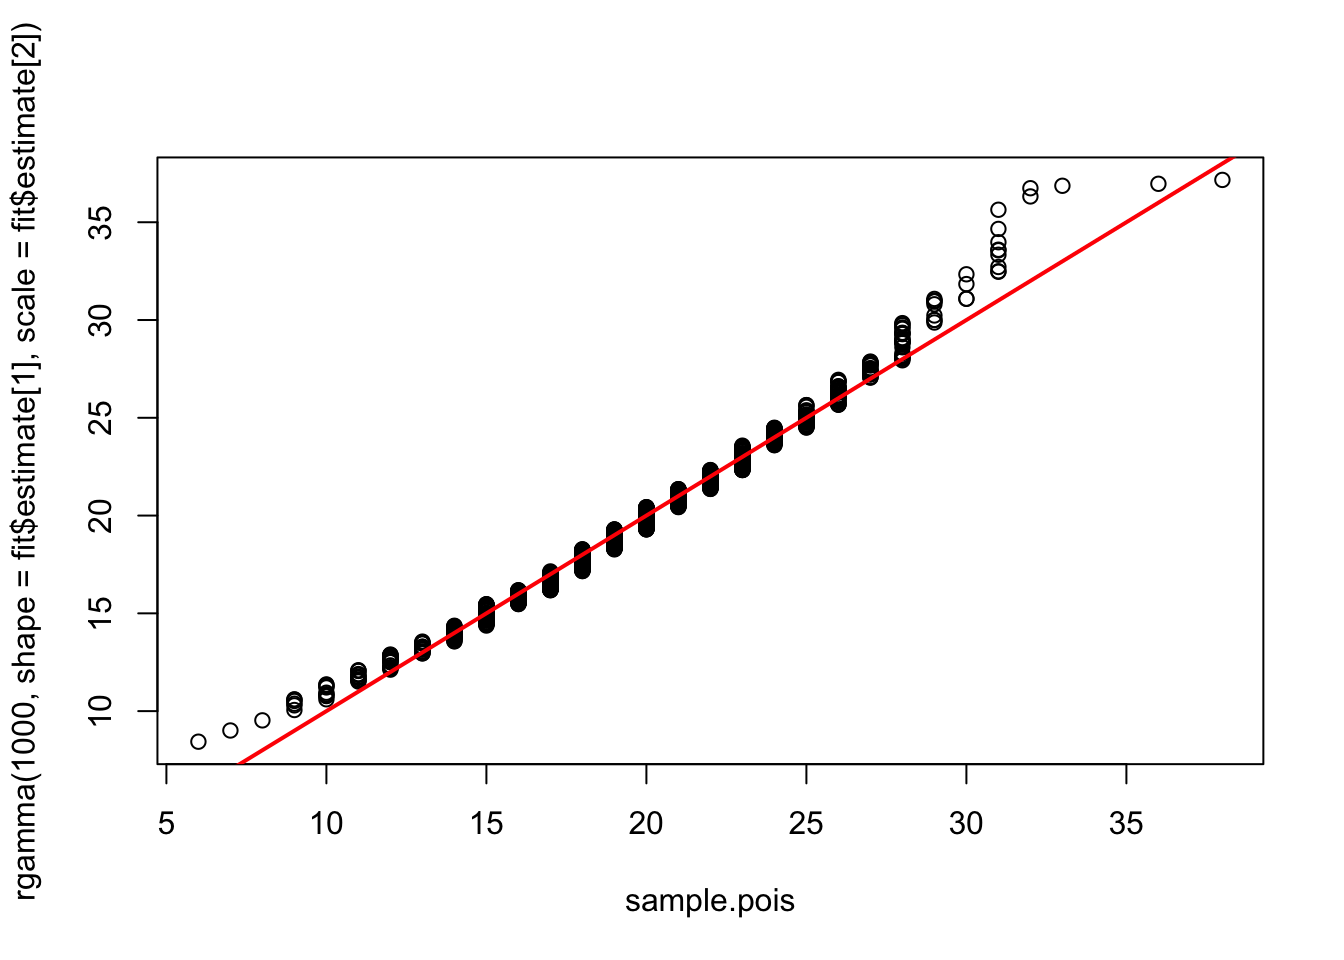 rgamma(1000, shape = fit$estimate[1], scale = fit$estimate[2])
35
30
25
20
15
10
5 10 15 20 25 30 35
sample.pois